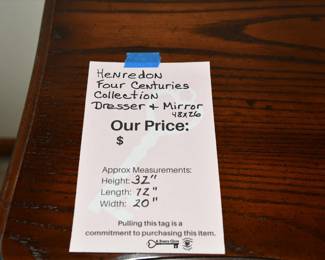 Henredon
Four Centuries
Collection
Dresser + Mirror
48x26
Our Price:
$
Approx Measurements:
Height: 32"
Length: 72"
Width: 20"
Pulling this tag is a
commitment to purchasing this item.